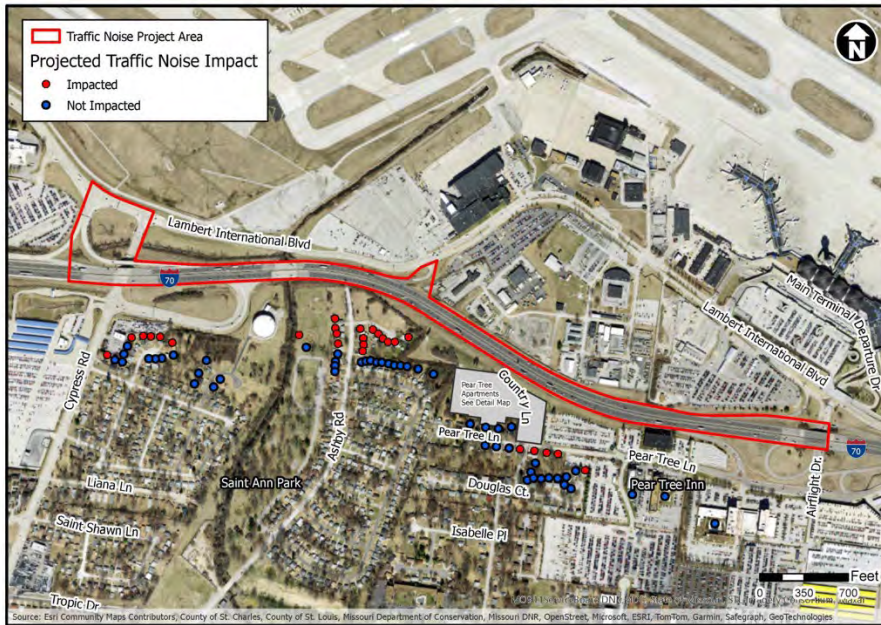 Traffic Noise Project Area
Projected Traffic Noise Impact
Impacted
Not Impacted
N
Lambert International Blvd
70
Main Terminal Departure Dr
Lambert International Blvd
Cypress Rd
Ashby Rd
Country Ln
Pear Tree
Apartments
See Detail Map
Pear Tree Ln
70
Pear Tree Ln
Airflight Dr.
Liana Ln
Saint Ann Park
Douglas Ct.
Pear Tree Inn
Saint Shawn Ln
Isabelle Pl
Tropic Dr
Feet
0 350 700
Source: Esri Community Maps Contributors, County of St. Charles, County of St. Louis, Missouri Department of Conservation, Missouri DNR, OpenStreet, Microsoft, ESRI, TomTom, Garmin, Safegraph, GeoTechnologies